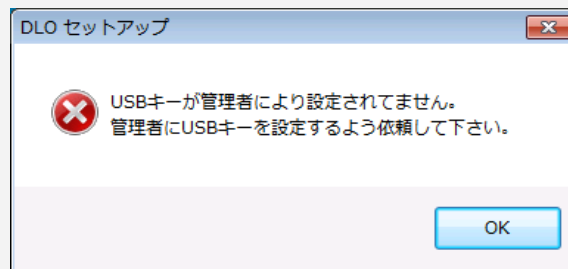 DLO セットアップ
USBキーが管理者により設定されてません。
管理者にUSBキーを設定するよう依頼して下さい。
OK